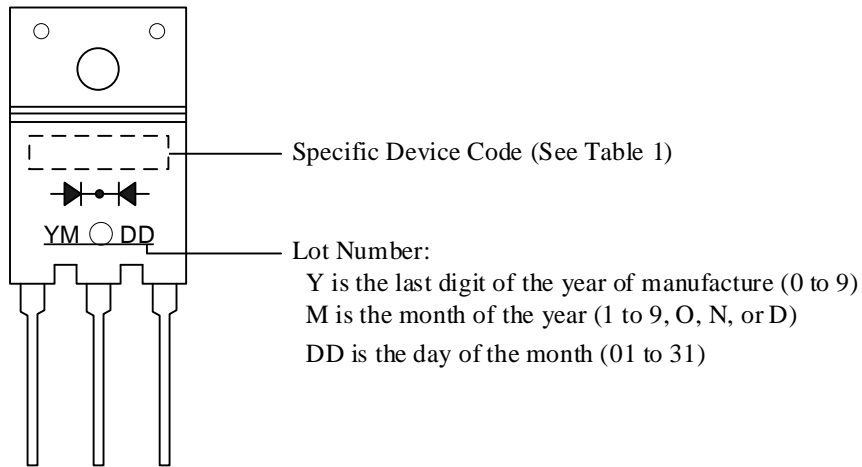 Specific Device Code (See Table 1)
YM DD
Lot Number:
Y is the last digit of the year of manufacture (0 to 9)
M is the month of the year (1 to 9, O, N, or D)
DD is the day of the month (01 to 31)